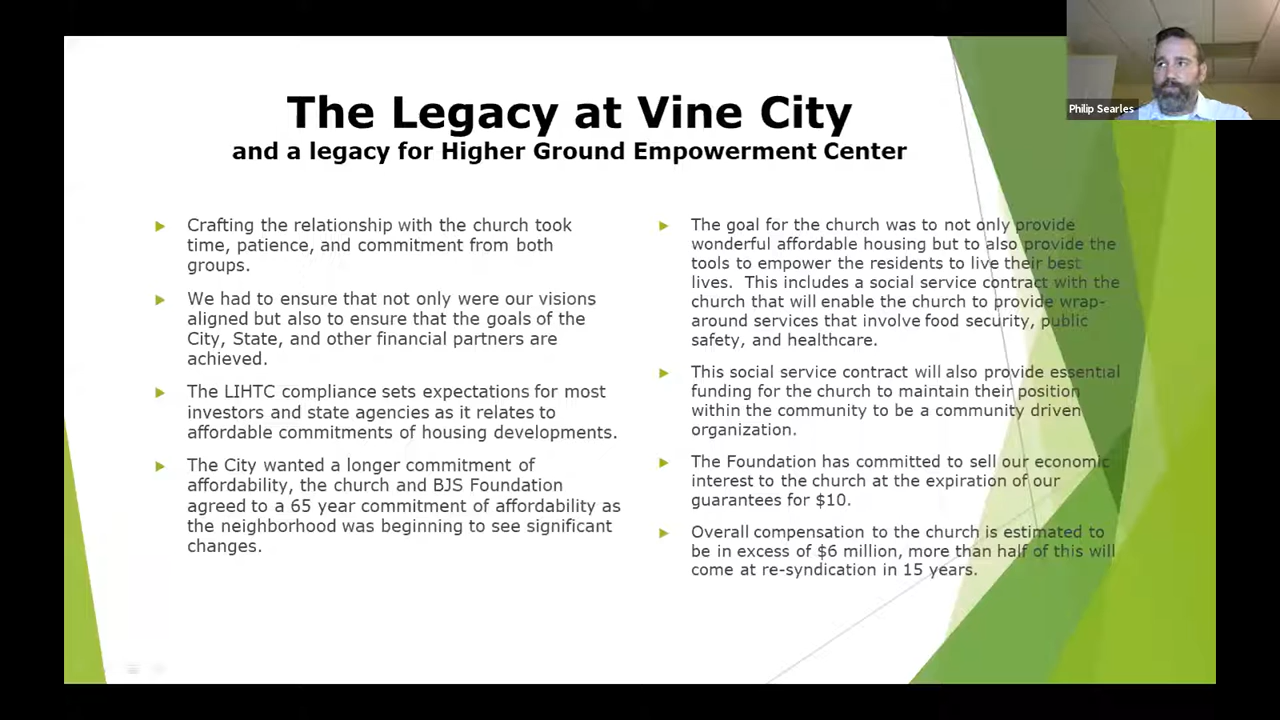 The Legacy at Vine City
and a legacy for Higher Ground Empowerment Center
Crafting the relationship with the church took
time, patience, and commitment from both
groups.
We had to ensure that not only were our visions
aligned but also to ensure that the goals of the
City, State, and other financial partners are
achieved.
The LIHTC compliance sets expectations for most
investors and state agencies as it relates to
affordable commitments of housing developments.
The City wanted a longer commitment of
affordability, the church and BJS Foundation
agreed to a 65 year commitment of affordability as
the neighborhood was beginning to see significant
changes.
The goal for the church was to not only provide
wonderful affordable housing but to also provide the
tools to empower the residents to live their best
lives.  This includes a social service contract with the
church that will enable the church to provide wrap-
around services that involve food security, public
safety, and healthcare.
This social service contract will also provide essential
funding for the church to maintain their position
within the community to be a community driven
organization.
The Foundation has committed to sell our economic
interest to the church at the expiration of our
guarantees for $10.
Overall compensation to the church is estimated to
be in excess of $6 million, more than half of this will
come at re-syndication in 15 years.
Philip Searles